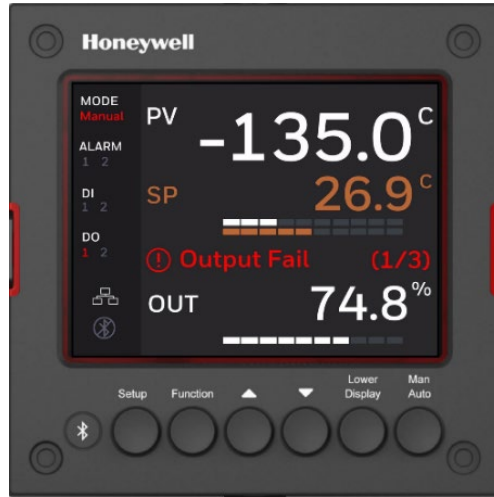 Honeywell
MODE
Manual
PV -135.0 C
ALARM
1 2
SP 26.9 C
DI
1 2
DO
1 2
Output Fail (1/3)
OUT 74.8 %
Setup Function Lower Display Man Auto